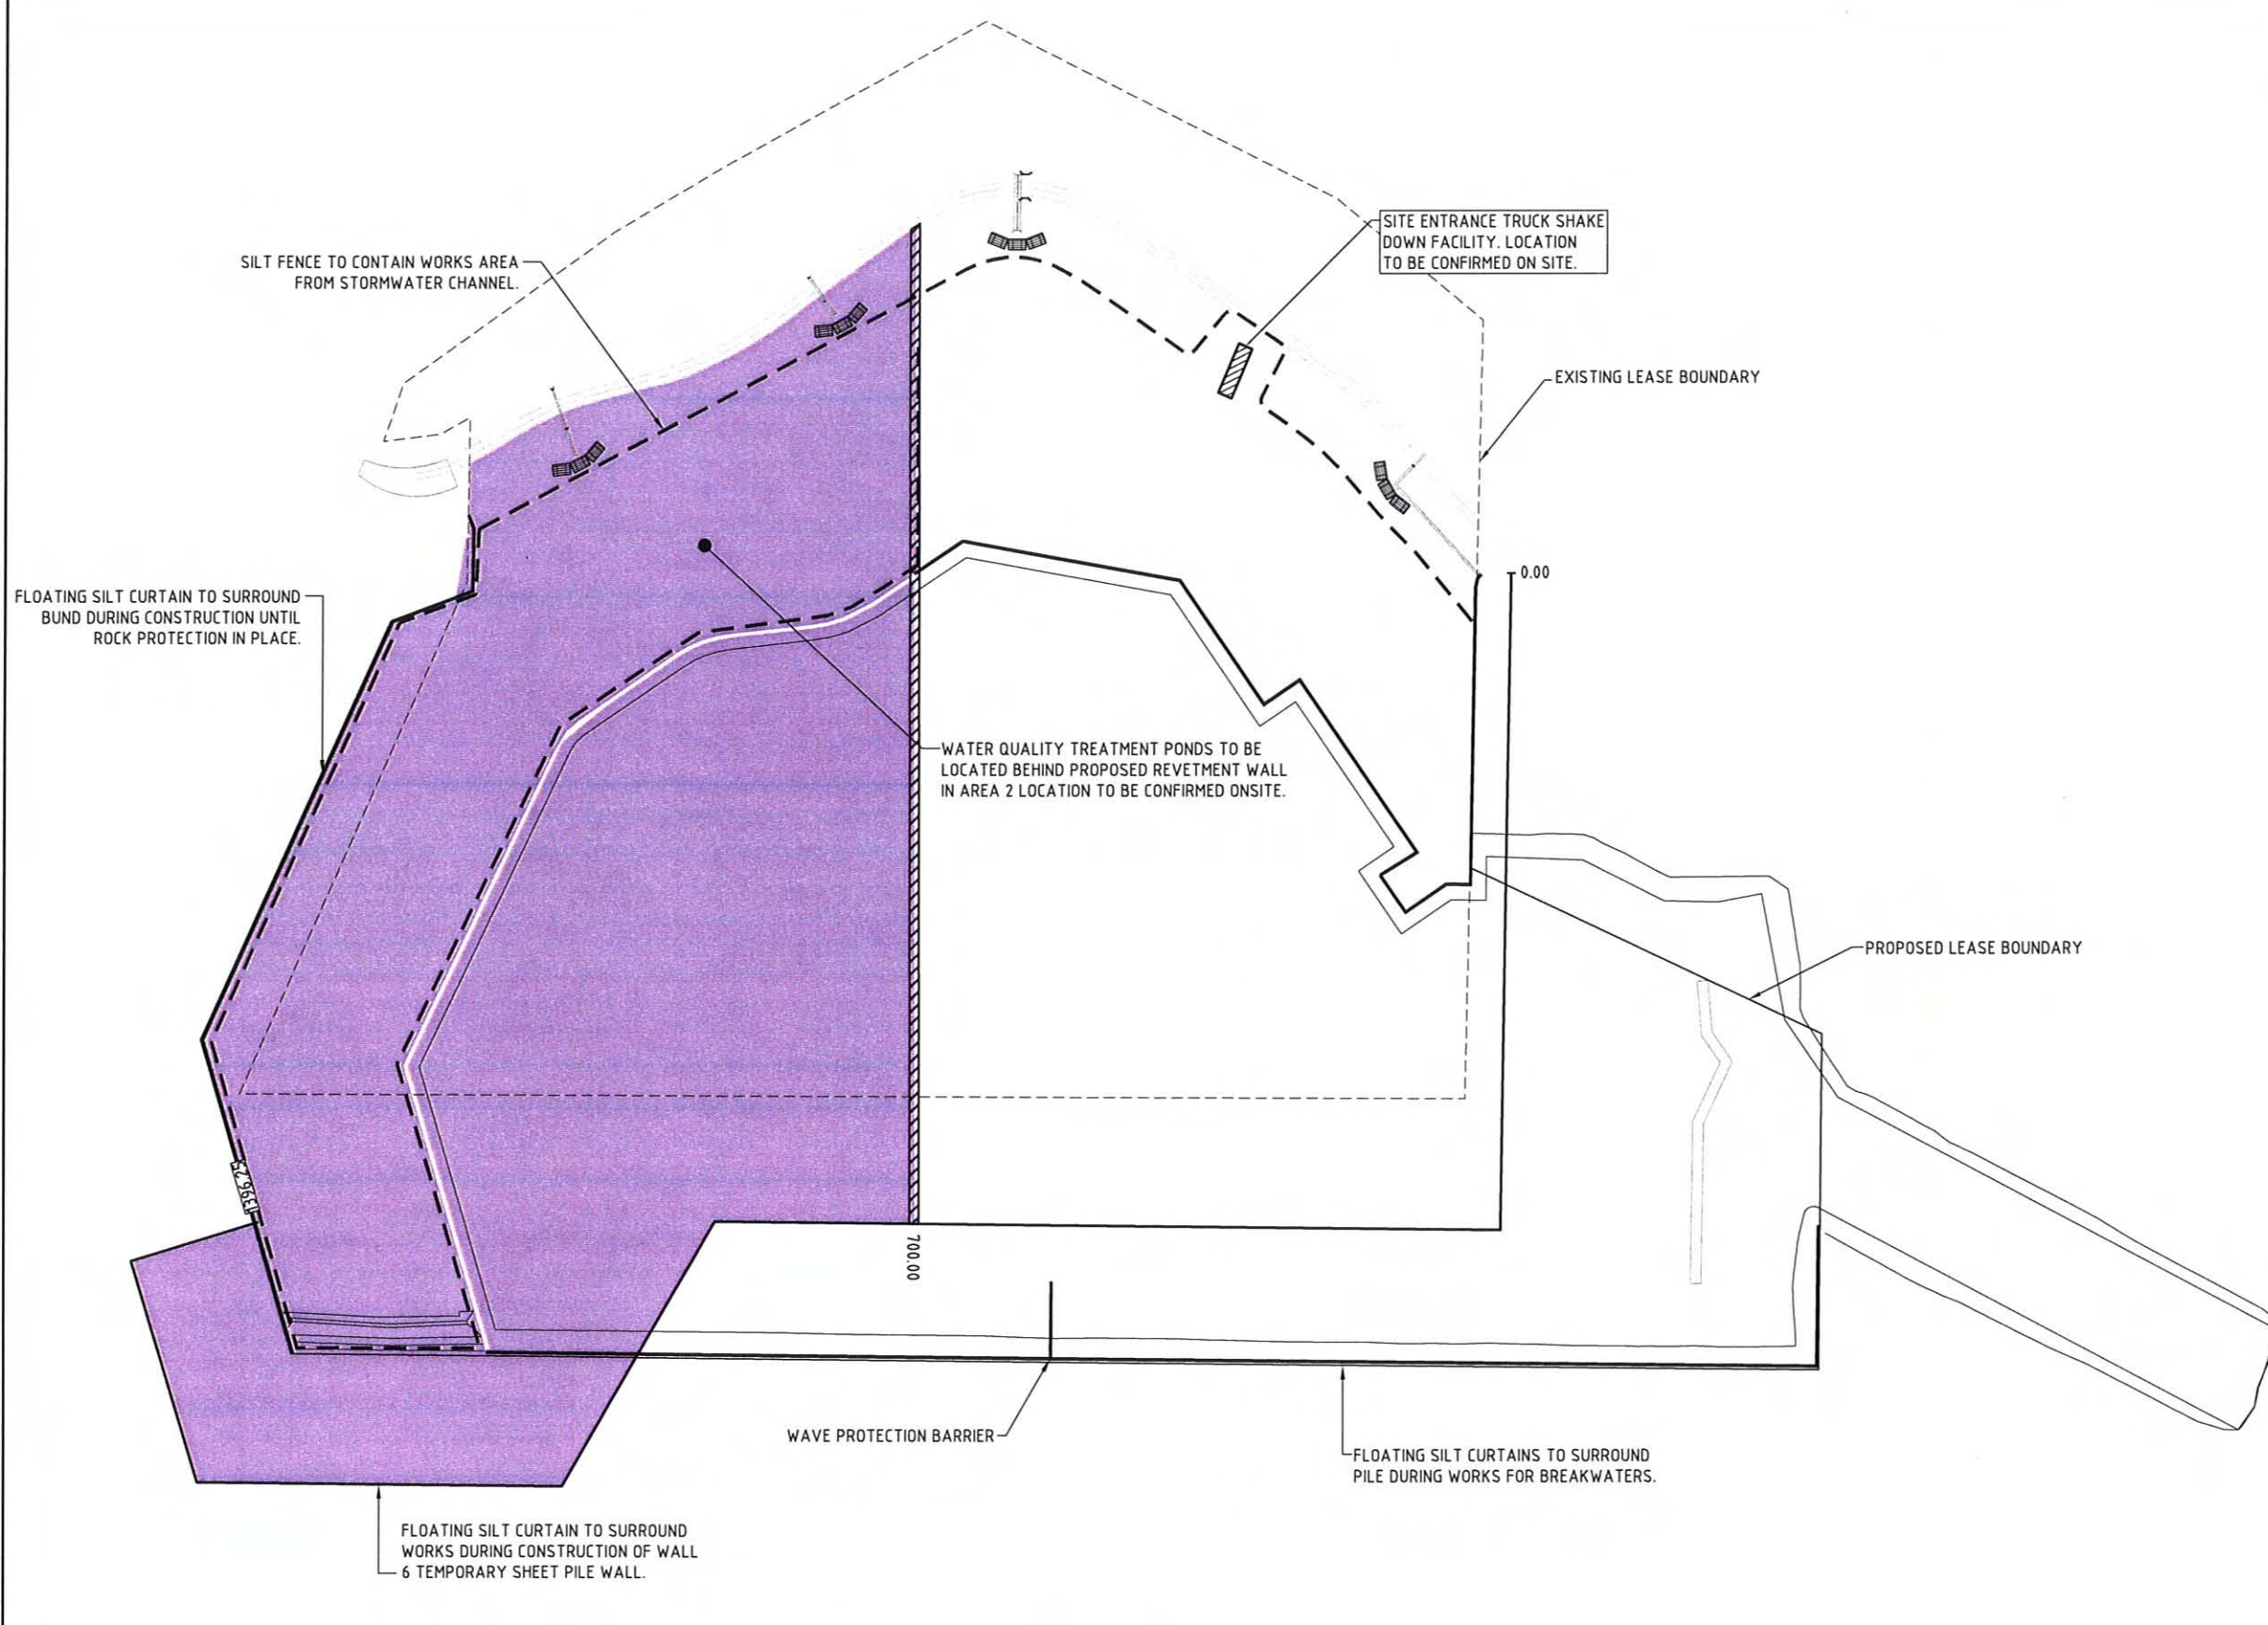 SITE ENTRANCE TRUCK SHAKE
DOWN FACILITY. LOCATION
TO BE CONFIRMED ON SITE.
SILT FENCE TO CONTAIN WORKS AREA
FROM STORMWATER CHANNEL.
EXISTING LEASE BOUNDARY
0.00
FLOATING SILT CURTAIN TO SURROUND
BUND DURING CONSTRUCTION UNTIL
ROCK PROTECTION IN PLACE.
WATER QUALITY TREATMENT PONDS TO BE
LOCATED BEHIND PROPOSED REVETMENT WALL
IN AREA 2 LOCATION TO BE CONFIRMED ONSITE.
PROPOSED LEASE BOUNDARY
1396.25
700.00
WAVE PROTECTION BARRIER
FLOATING SILT CURTAINS TO SURROUND
PILE DURING WORKS FOR BREAKWATERS.
FLOATING SILT CURTAIN TO SURROUND
WORKS DURING CONSTRUCTION OF WALL
6 TEMPORARY SHEET PILE WALL.